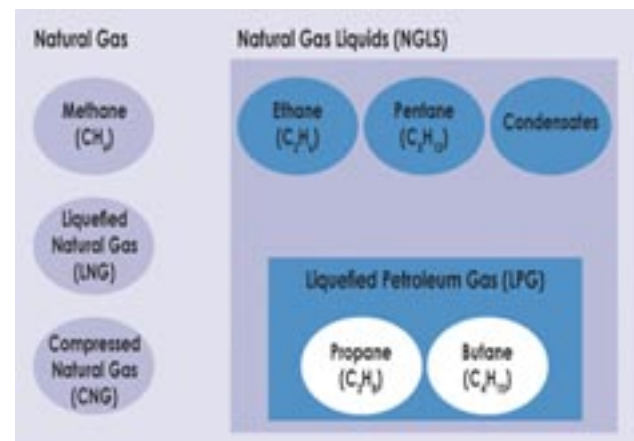 Natural Gas
Natural Gas Liquids (NGLS)
Methane
(CH₄)
Ethane
(C₂H₆)
Pentane
(C₅H₁₂)
Condensates
Liquefied
Natural Gas
(LNG)
Liquefied Petroleum Gas (LPG)
Compressed
Natural Gas
(CNG)
Propane
(C₃H₈)
Butane
(C₄H₁₀)